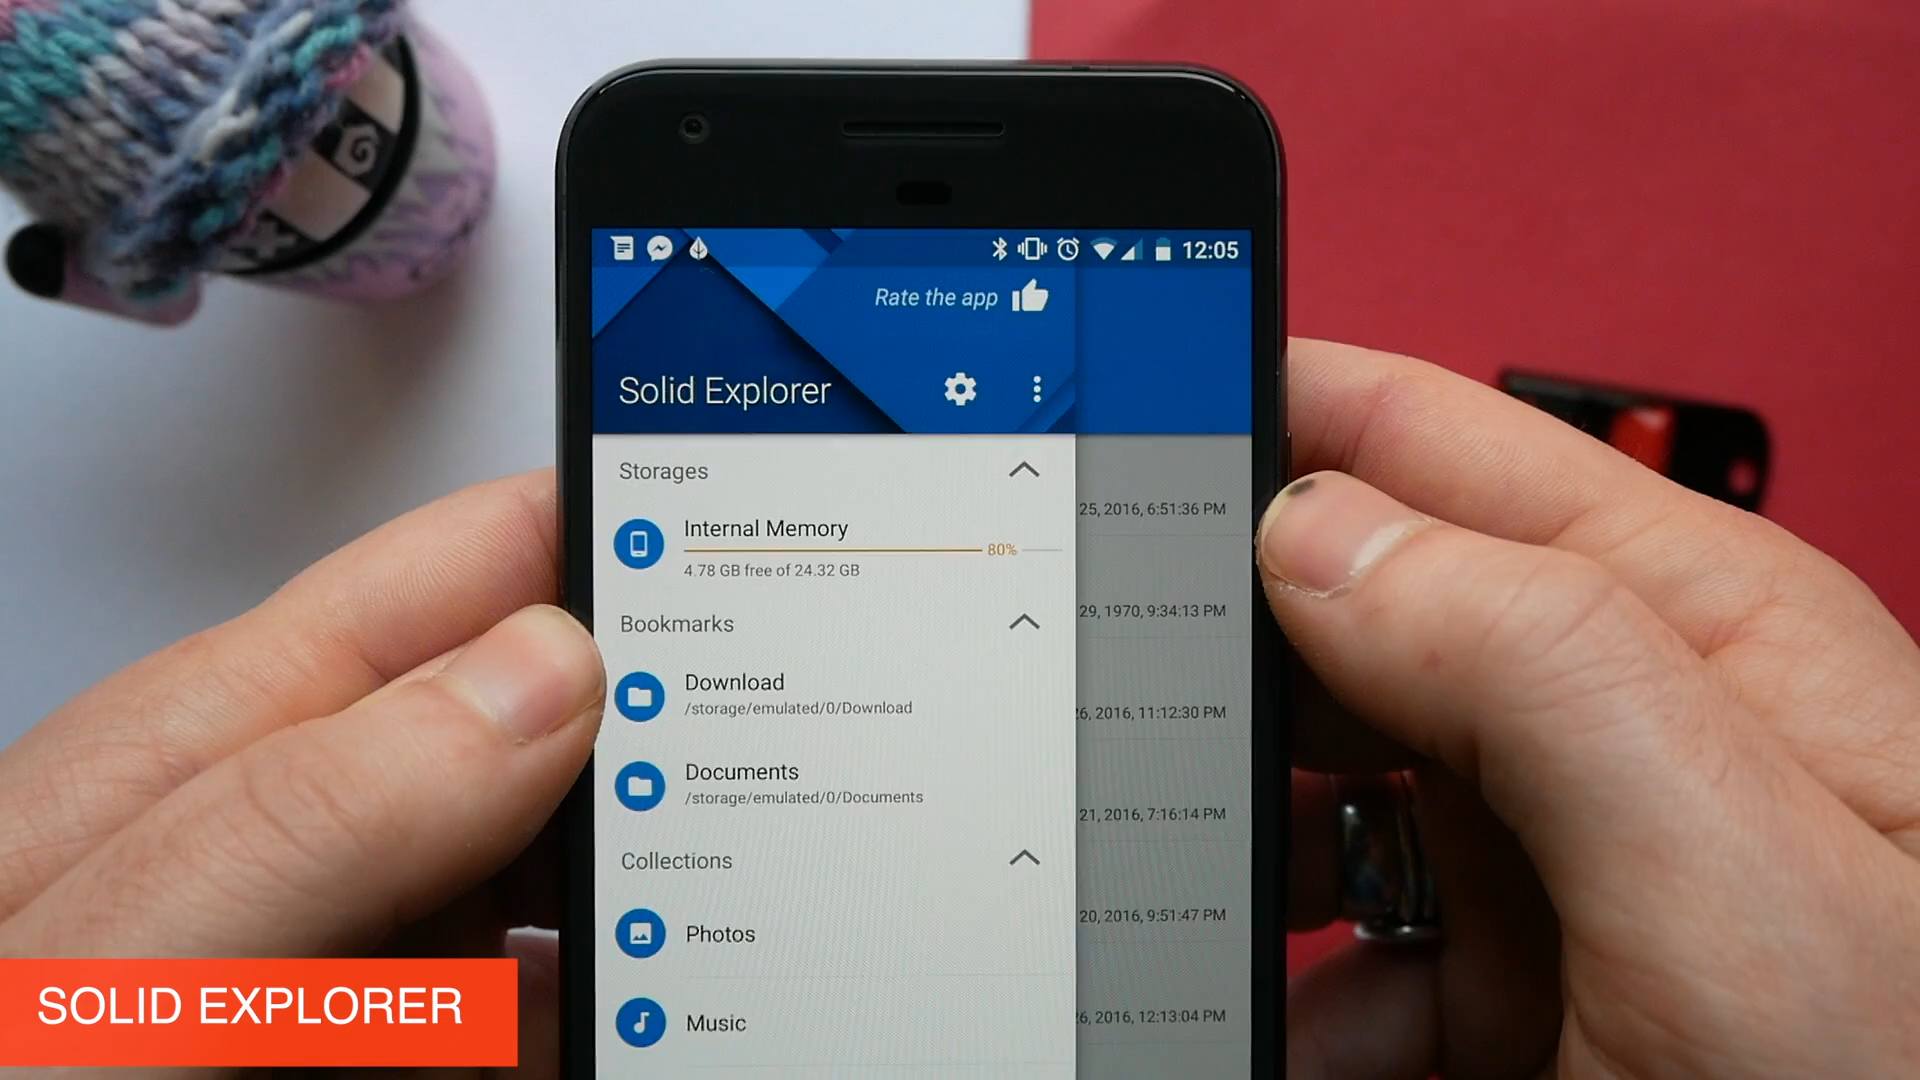 12:05
Rate the app
Solid Explorer
Storages
Internal Memory
80%
4.78 GB free of 24.32 GB
Bookmarks
Download
/storage/emulated/0/Download
Documents
/storage/emulated/0/Documents
Collections
Photos
Music
25, 2016, 6:51:36 PM
29, 1970, 9:34:13 PM
26, 2016, 11:12:30 PM
21, 2016, 7:16:14 PM
20, 2016, 9:51:47 PM
26, 2016, 12:13:04 PM
SOLID EXPLORER